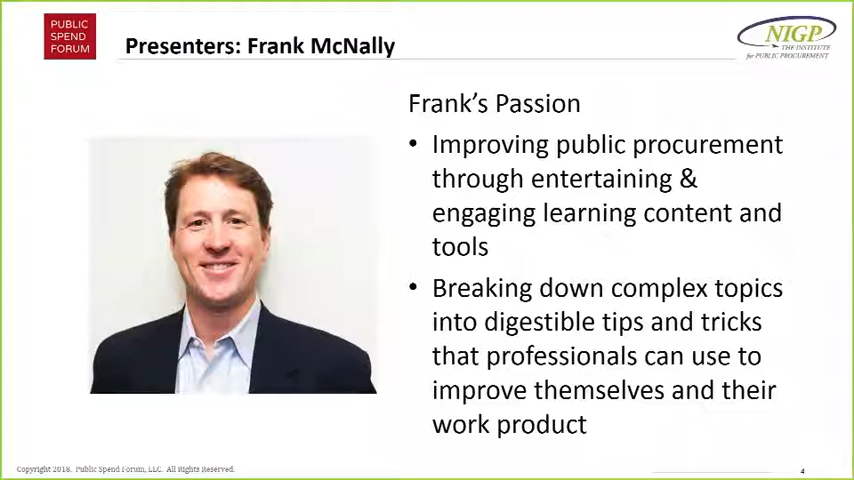 PUBLIC
SPEND
FORUM
Presenters: Frank McNally
NIGP
THE INSTITUTE
for PUBLIC PROCUREMENT
Frank’s Passion
• Improving public procurement
through entertaining &
engaging learning content and
tools
• Breaking down complex topics
into digestible tips and tricks
that professionals can use to
improve themselves and their
work product
Copyright 2018, Public Spend Forum, LLC. All Rights Reserved.
4